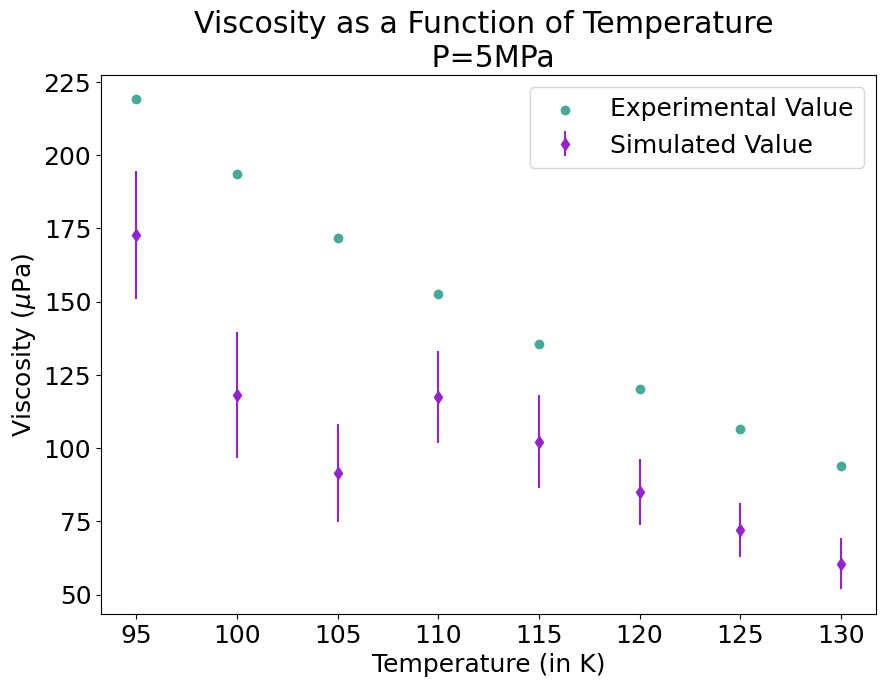 Viscosity as a Function of Temperature
P=5MPa
225
200
175
150
125
100
75
50
Viscosity (μPa)
Experimental Value
Simulated Value
95 100 105 110 115 120 125 130
Temperature (in K)